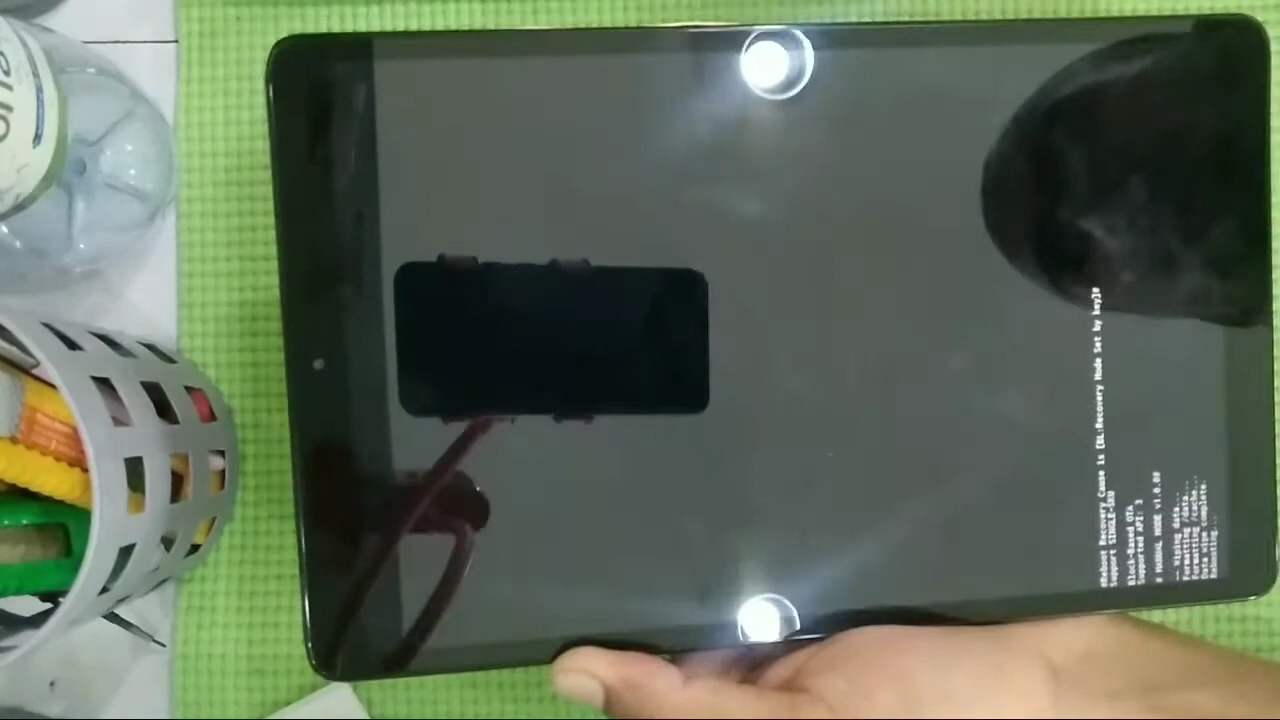 #Reboot Recovery Cause is [BL:Recovery Mode Set by key]#
Support SINGLE-SKU
Block-Based OTA
Supported API: 3
# MANUAL MODE v1.0.0#
-- Wiping data...
Formatting /data...
Formatting /cache...
Data wipe complete.
Rebooting...